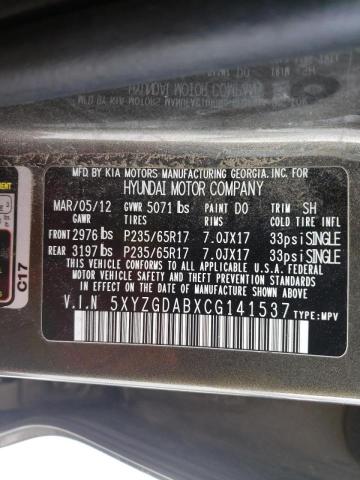 M.F.D. BY KIA MOTORS MANUFACTURING GEORGIA, INC. FOR
HYUNDAI MOTOR COMPANY
MAR/05/12 GVWR 5071 lbs PAINT DO TRIM SH
GAWR TIRES RIMS COLD TIRE INFL
FRONT 2976 lbs P235/65R17 7.0JX17 33psi SINGLE
REAR 3197 lbs P235/65R17 7.0JX17 33psi SINGLE
THIS VEHICLE CONFORMS TO ALL APPLICABLE FEDERAL MOTOR VEHICLE
SAFETY AND THEFT PREVENTION STANDARDS IN EFFECT ON THE DATE OF MANUFACTURE SHOWN ABOVE.
V.I.N 5XYZGDABXCG141537 TYPE:MPV
C17